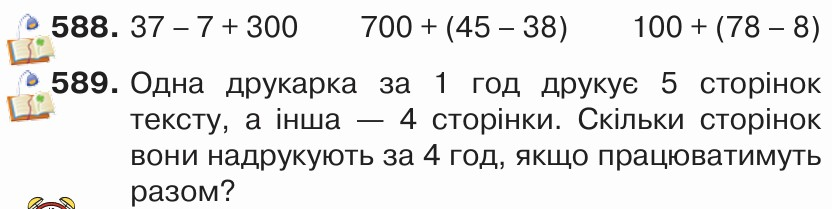 588. 37 – 7 + 300 700 + (45 – 38) 100 + (78 – 8)
589. Одна друкарка за 1 год друкує 5 сторінок
тексту, а інша — 4 сторінки. Скільки сторінок
вони надрукують за 4 год, якщо працюватимуть
разом?